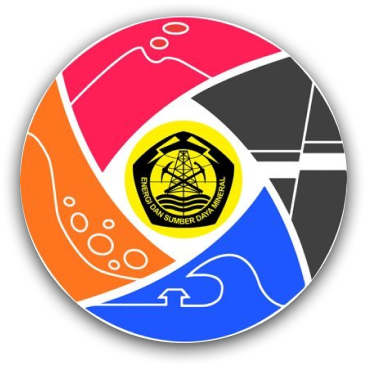 ENERGI DAN SUMBER DAYA MINERAL